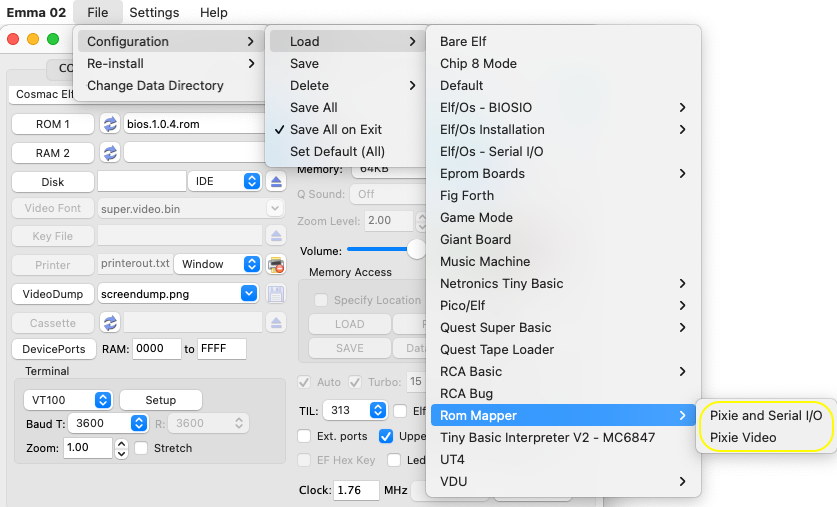 Emma 02 File Settings Help
Configuration
Re-install
Change Data Directory
Load
Save
Delete
Save All
✓ Save All on Exit
Set Default (All)
Bare Elf
Chip 8 Mode
Default
Elf/Os - BIOSIO
Elf/Os Installation
Elf/Os - Serial I/O
Eprom Boards
Fig Forth
Game Mode
Giant Board
Music Machine
Netronics Tiny Basic
Pico/Elf
Quest Super Basic
Quest Tape Loader
RCA Basic
RCA Bug
Rom Mapper
Tiny Basic Interpreter V2 - MC6847
UT4
VDU
Pixie and Serial I/O
Pixie Video
CO
Cosmac Elf
ROM 1 bios.1.0.4.rom
RAM 2
Disk IDE
Video Font super.video.bin
Key File
Printer printerout.txt Window
VideoDump screendump.png
Cassette
DevicePorts RAM: 0000 to FFFF
Terminal
VT100 Setup
Baud T: 3600 R: 3600
Zoom: 1.00 Stretch
Memory: 64KB
Q Sound: Off
Zoom Level: 2.00
Volume:
Memory Access
Specify Location
LOAD
SAVE Dat
Auto Turbo: 15
TIL: 313 Elf
Ext. ports Uppe
EF Hex Key Led
Clock: 1.76 MHz